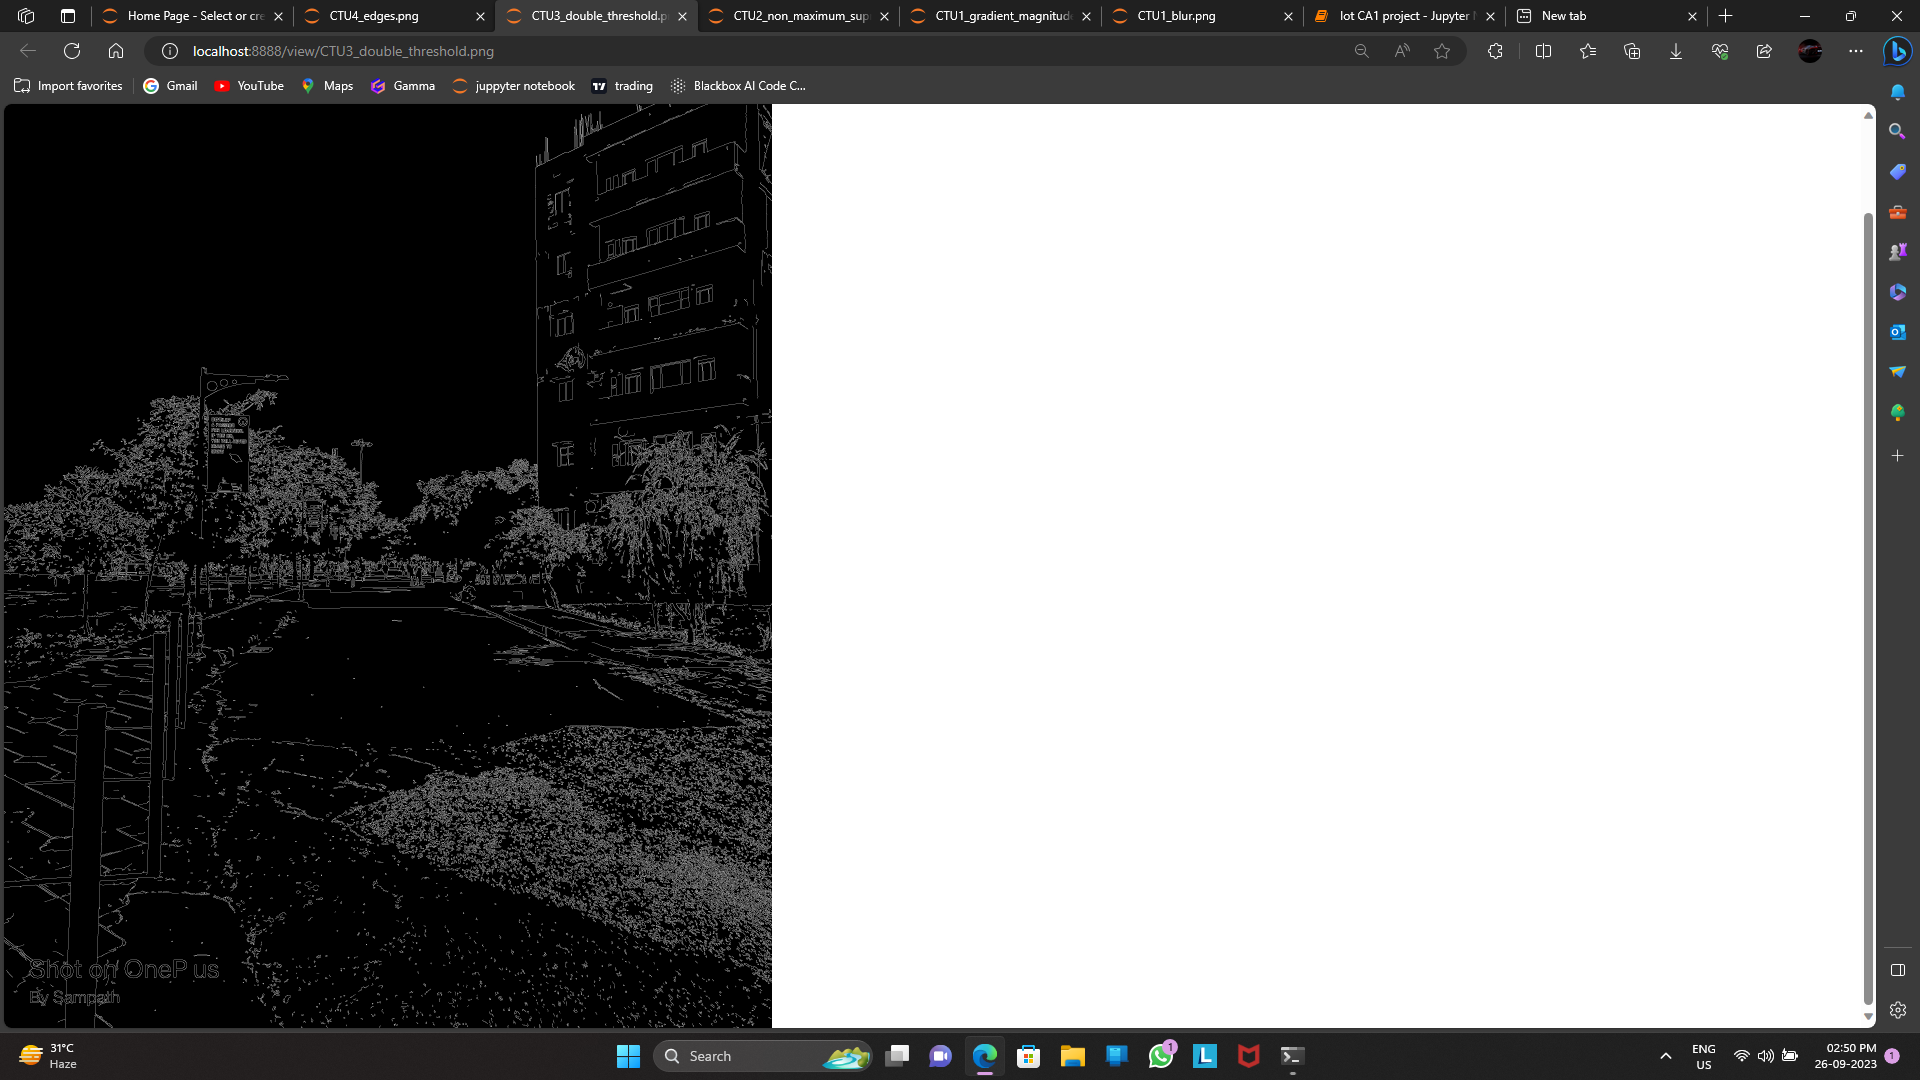 Home Page - Select or cre
CTU4_edges.png
CTU3_double_threshold.p
CTU2_non_maximum_sup
CTU1_gradient_magnitud
CTU1_blur.png
Iot CA1 project - Jupyter
New tab
localhost:8888/view/CTU3_double_threshold.png
Import favorites
Gmail
YouTube
Maps
Gamma
juppyter notebook
trading
Blackbox AI Code C...
Shot on OneP us
By Sampath
31°C
Haze
Search
1
ENG
US
02:50 PM
26-09-2023
1